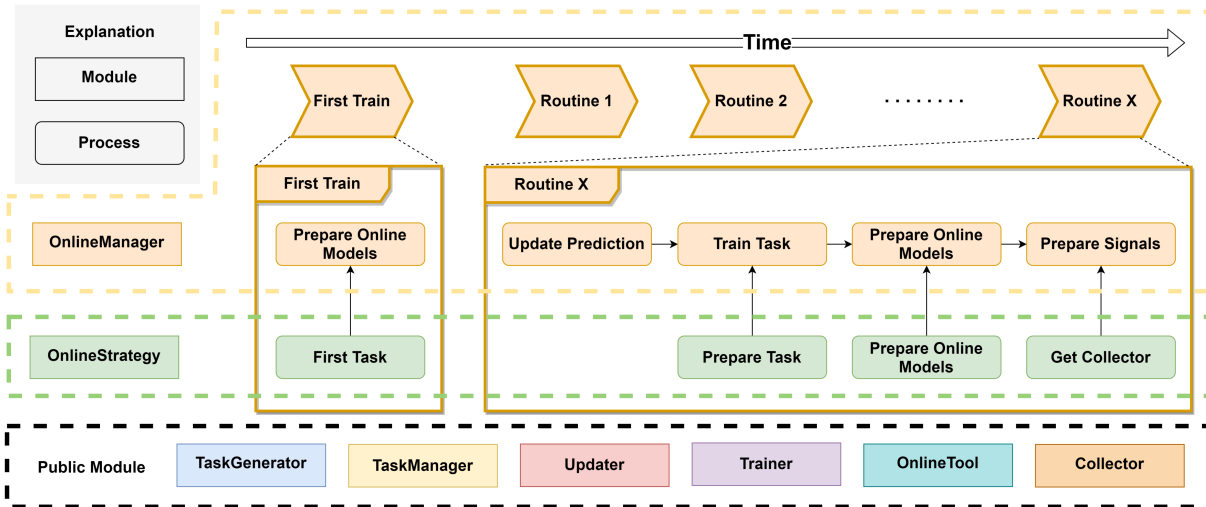 Explanation
Module
Process
Time
First Train
Routine 1
Routine 2
........
Routine X
First Train
Routine X
OnlineManager
Prepare Online
Models
Update Prediction
Train Task
Prepare Online
Models
Prepare Signals
OnlineStrategy
First Task
Prepare Task
Prepare Online
Models
Get Collector
Public Module
TaskGenerator
TaskManager
Updater
Trainer
OnlineTool
Collector